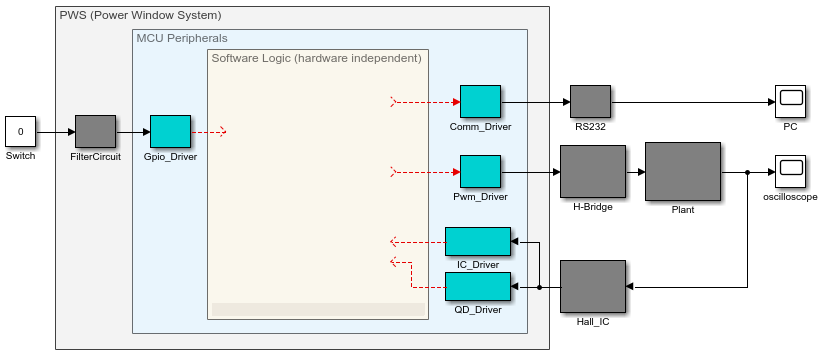 PWS (Power Window System)
MCU Peripherals
Software Logic (hardware independent)
0
Switch
FilterCircuit
Gpio_Driver
Comm_Driver
RS232
PC
Pwm_Driver
H-Bridge
Plant
oscilloscope
IC_Driver
QD_Driver
Hall_IC